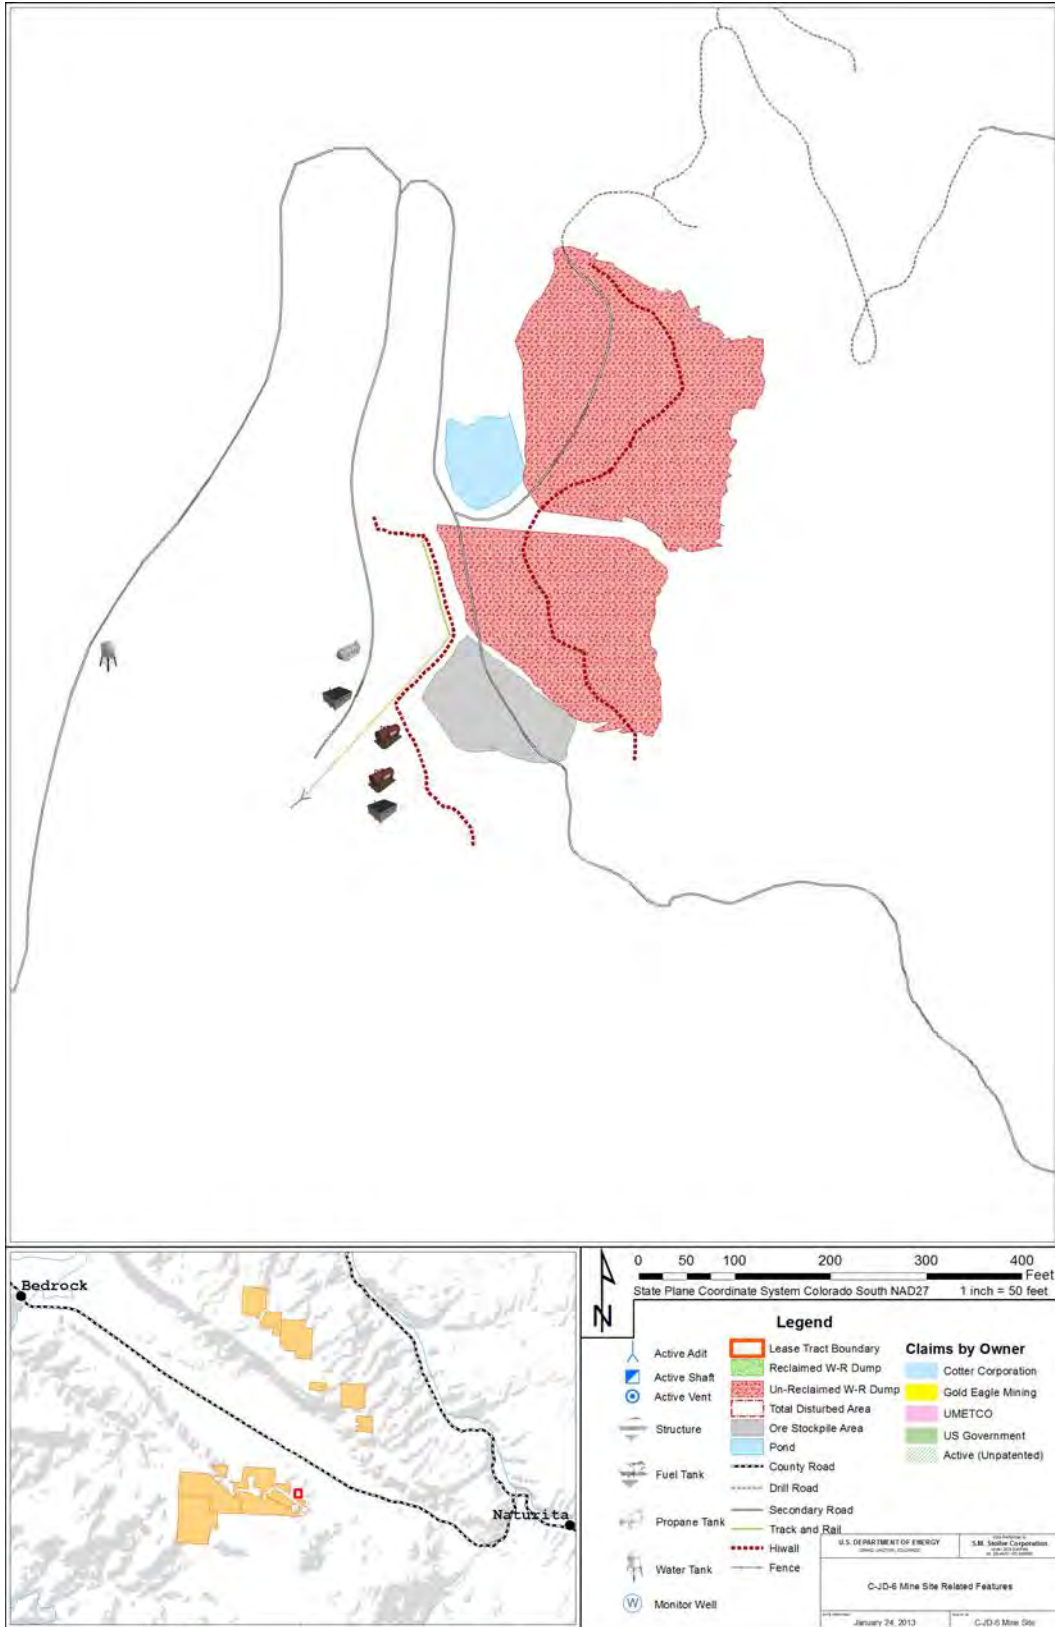 Bedrock
Naturita
0 50 100 200 300 400
Feet
State Plane Coordinate System Colorado South NAD27 1 inch = 50 feet
N
Legend
Active Adit
Active Shaft
Active Vent
Structure
Fuel Tank
Propane Tank
Water Tank
W Monitor Well
Lease Tract Boundary
Reclaimed W-R Dump
Un-Reclaimed W-R Dump
Total Disturbed Area
Ore Stockpile Area
Pond
County Road
Drill Road
Secondary Road
Track and Rail
Hiwall
Fence
Claims by Owner
Cotter Corporation
Gold Eagle Mining
UMETCO
US Government
Active (Unpatented)
U.S. DEPARTMENT OF ENERGY
S.M. Stoller Corporation
C-JD-6 Mine Site Related Features
January 24, 2013
C-JD-6 Mine Site